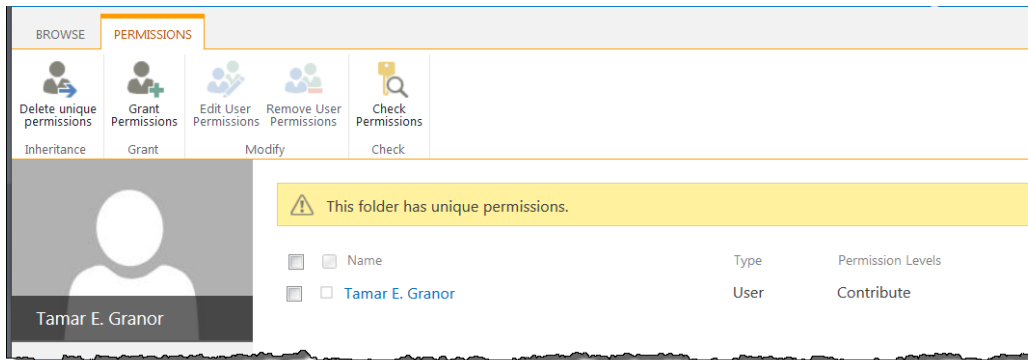 BROWSE PERMISSIONS
Delete unique permissions
Grant Permissions
Edit User Permissions
Remove User Permissions
Check Permissions
Inheritance Grant Modify Check
This folder has unique permissions.
Name Type Permission Levels
Tamar E. Granor User Contribute
Tamar E. Granor